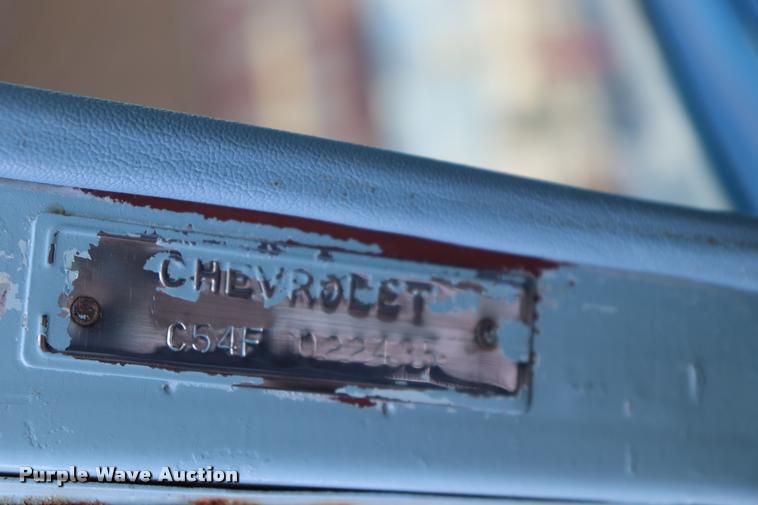 CHEVROLET
C54F
Purple Wave Auction